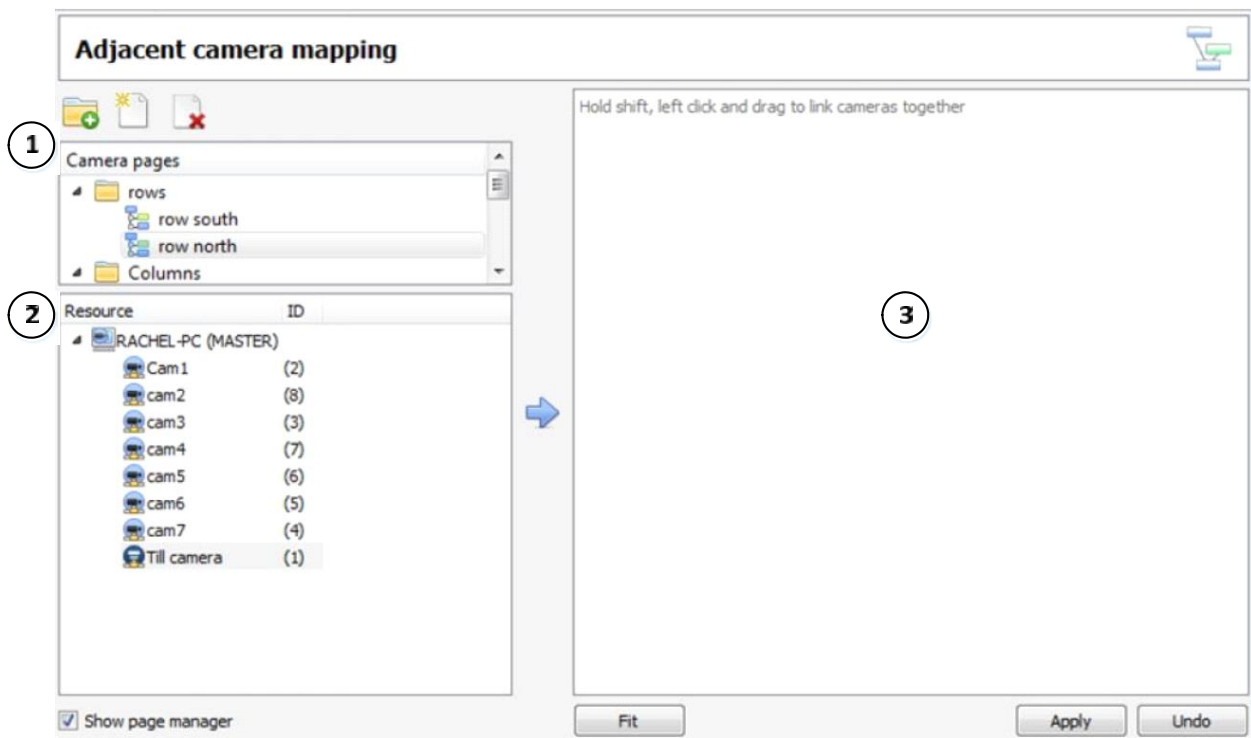 Adjacent camera mapping
Hold shift, left click and drag to link cameras together
1
Camera pages
rows
row south
row north
Columns
2
Resource ID
RACHEL-PC (MASTER)
Cam1 (2)
cam2 (8)
cam3 (3)
cam4 (7)
cam5 (6)
cam6 (5)
cam7 (4)
Till camera (1)
3
Show page manager
Fit
Apply
Undo